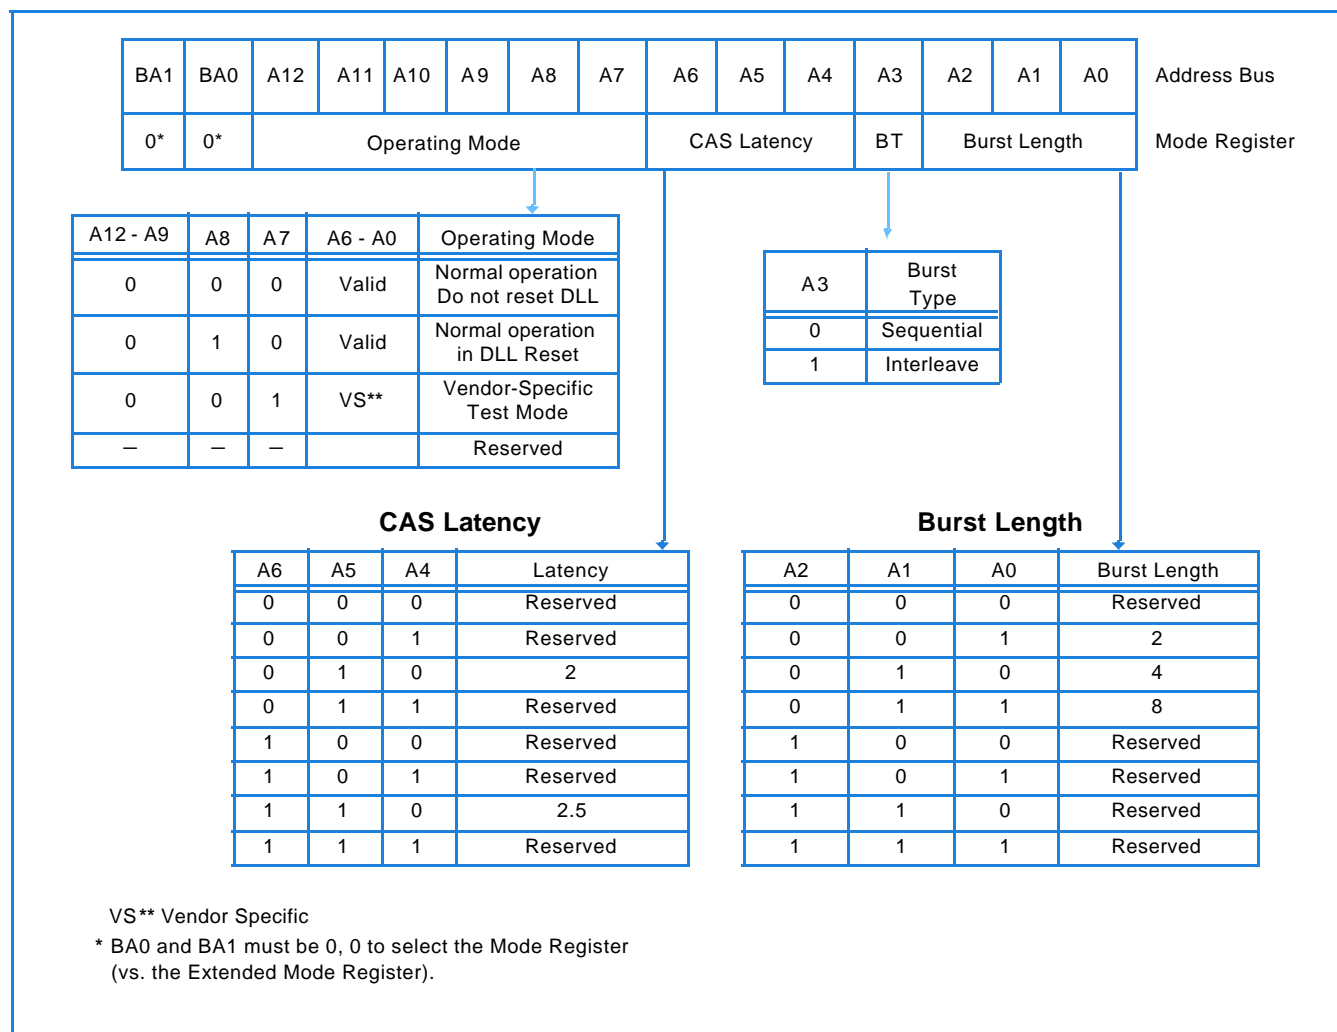 BA1 BA0 A12 A11 A10 A9 A8 A7 A6 A5 A4 A3 A2 A1 A0 Address Bus
0* 0* Operating Mode CAS Latency BT Burst Length Mode Register
A12 - A9 A8 A7 A6 - A0 Operating Mode
0 0 0 Valid Normal operation
Do not reset DLL
0 1 0 Valid Normal operation
in DLL Reset
0 0 1 VS** Vendor-Specific
Test Mode
— — — Reserved
A3 Burst
Type
0 Sequential
1 Interleave
CAS Latency
A6 A5 A4 Latency
0 0 0 Reserved
0 0 1 Reserved
0 1 0 2
0 1 1 Reserved
1 0 0 Reserved
1 0 1 Reserved
1 1 0 2.5
1 1 1 Reserved
Burst Length
A2 A1 A0 Burst Length
0 0 0 Reserved
0 0 1 2
0 1 0 4
0 1 1 8
1 0 0 Reserved
1 0 1 Reserved
1 1 0 Reserved
1 1 1 Reserved
VS** Vendor Specific
* BA0 and BA1 must be 0, 0 to select the Mode Register
(vs. the Extended Mode Register).